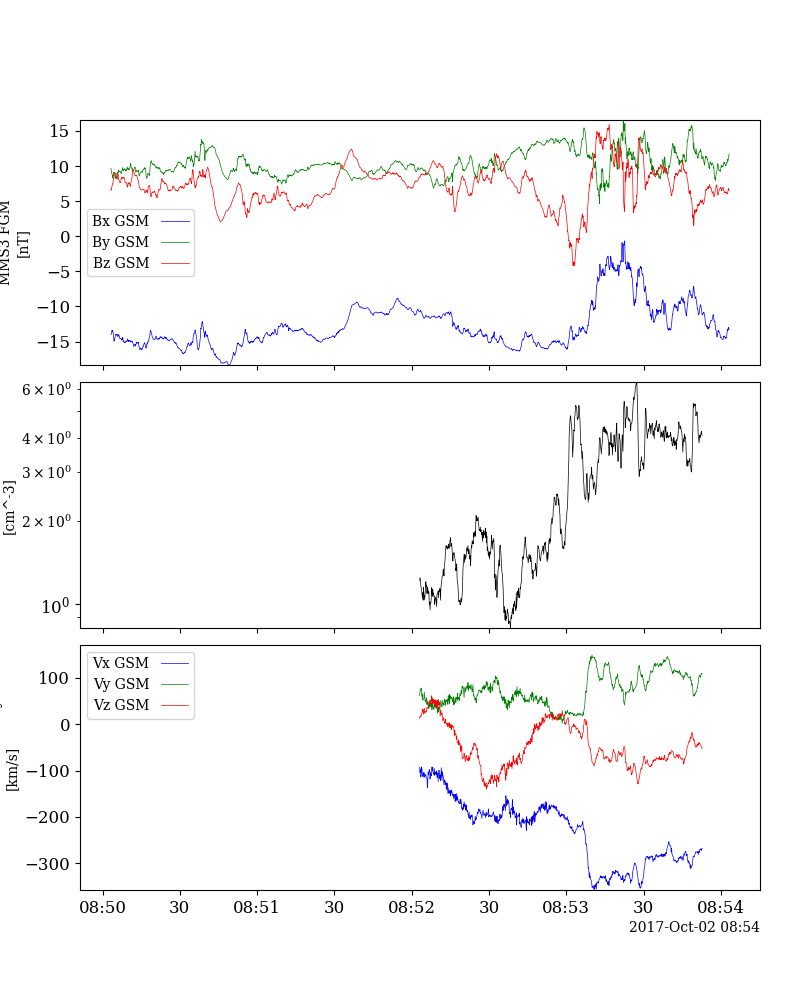 15
10
5
0
−5
−10
−15
MMS3 FGM
[nT]
Bx GSM
By GSM
Bz GSM
6 × 10⁰
4 × 10⁰
3 × 10⁰
2 × 10⁰
10⁰
[cm^-3]
100
0
−100
−200
−300
[km/s]
Vx GSM
Vy GSM
Vz GSM
08:50
30
08:51
30
08:52
30
08:53
30
08:54
2017-Oct-02 08:54